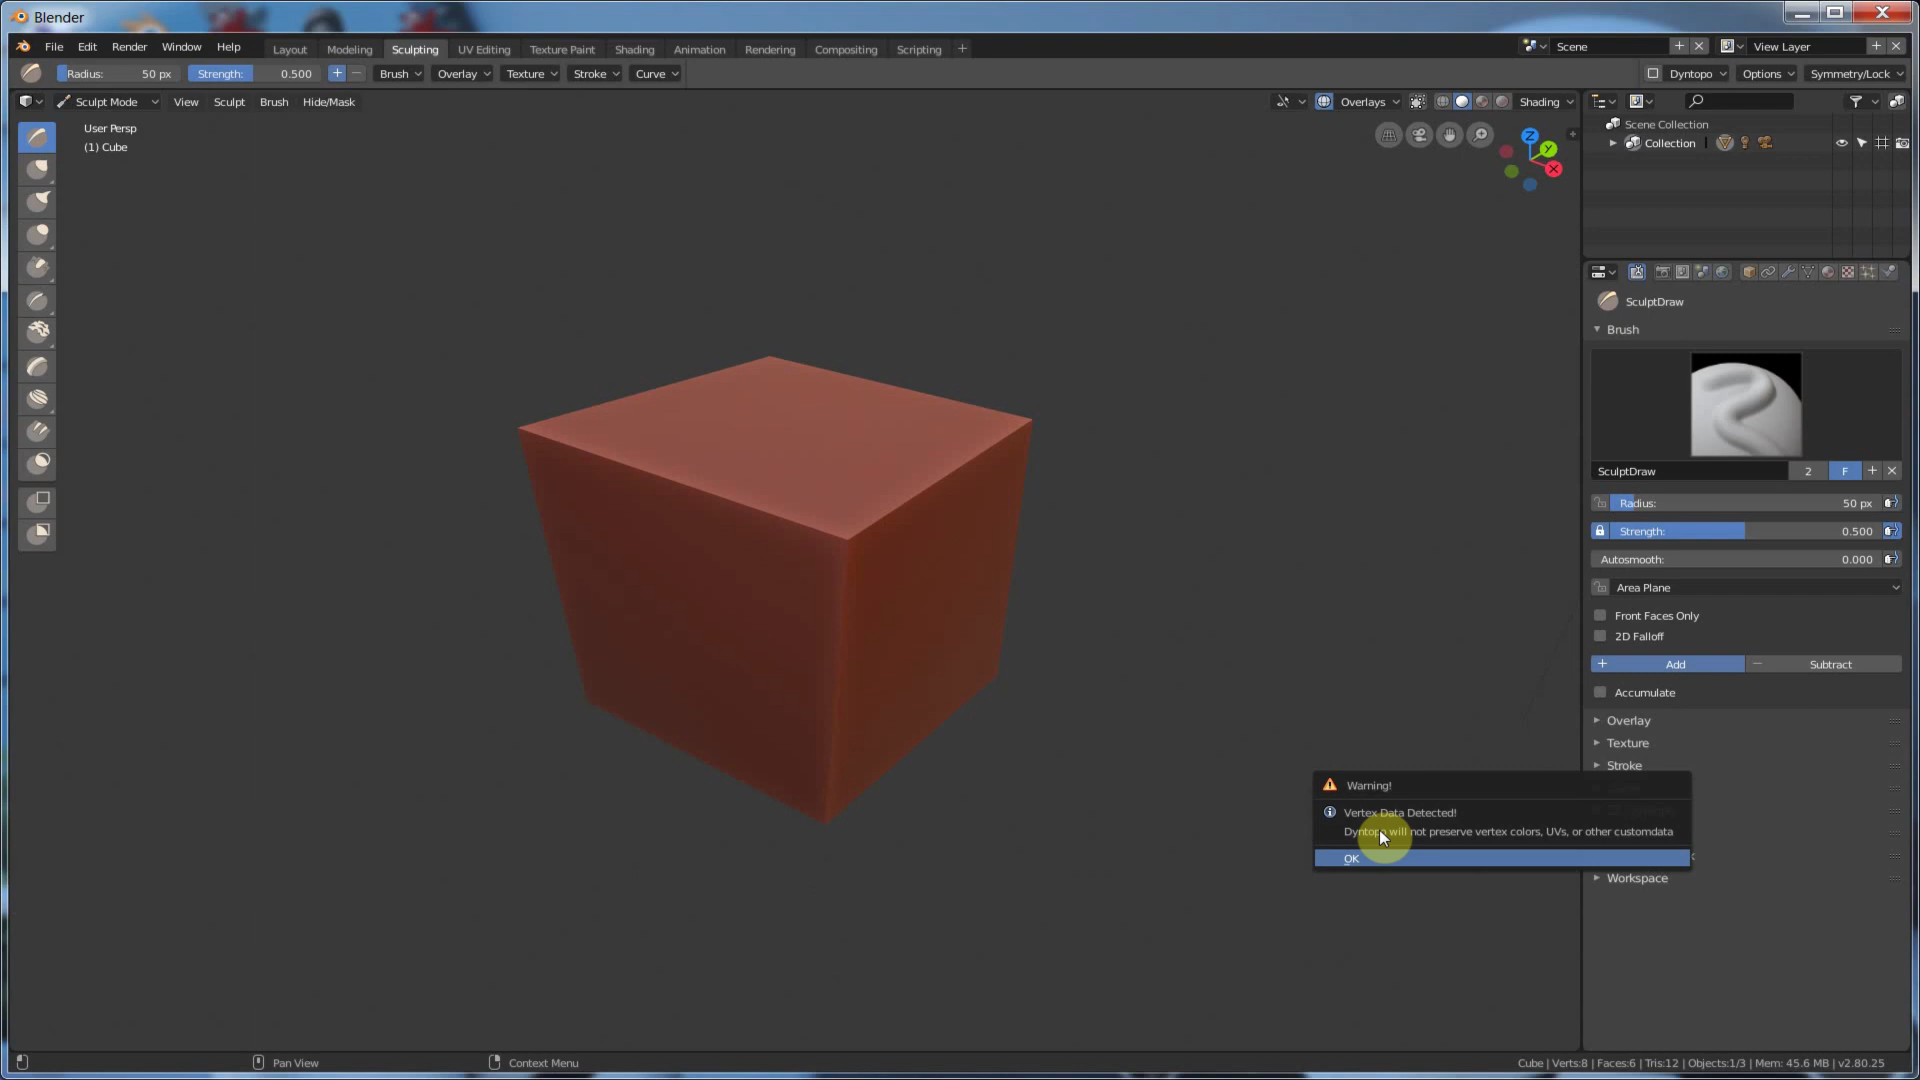 Blender
File Edit Render Window Help Layout Modeling Sculpting UV Editing Texture Paint Shading Animation Rendering Compositing Scripting + Scene View Layer
Radius: 50 px Strength: 0.500 Brush Overlay Texture Stroke Curve Dyntopo Options Symmetry/Lock
Sculpt Mode View Sculpt Brush Hide/Mask Overlays Shading
User Persp
(1) Cube
Z
Y
X
Scene Collection
Collection
SculptDraw
Brush
SculptDraw 2 F
Radius: 50 px
Strength: 0.500
Autosmooth: 0.000
Area Plane
Front Faces Only
2D Falloff
Add Subtract
Accumulate
Overlay
Texture
Stroke
Warning!
Vertex Data Detected!
Dyntopo will not preserve vertex colors, UVs, or other customdata
OK
Workspace
Pan View Context Menu Cube | Verts:8 | Faces:6 | Tris:12 | Objects:1/3 | Mem: 45.6 MB | v2.80.25